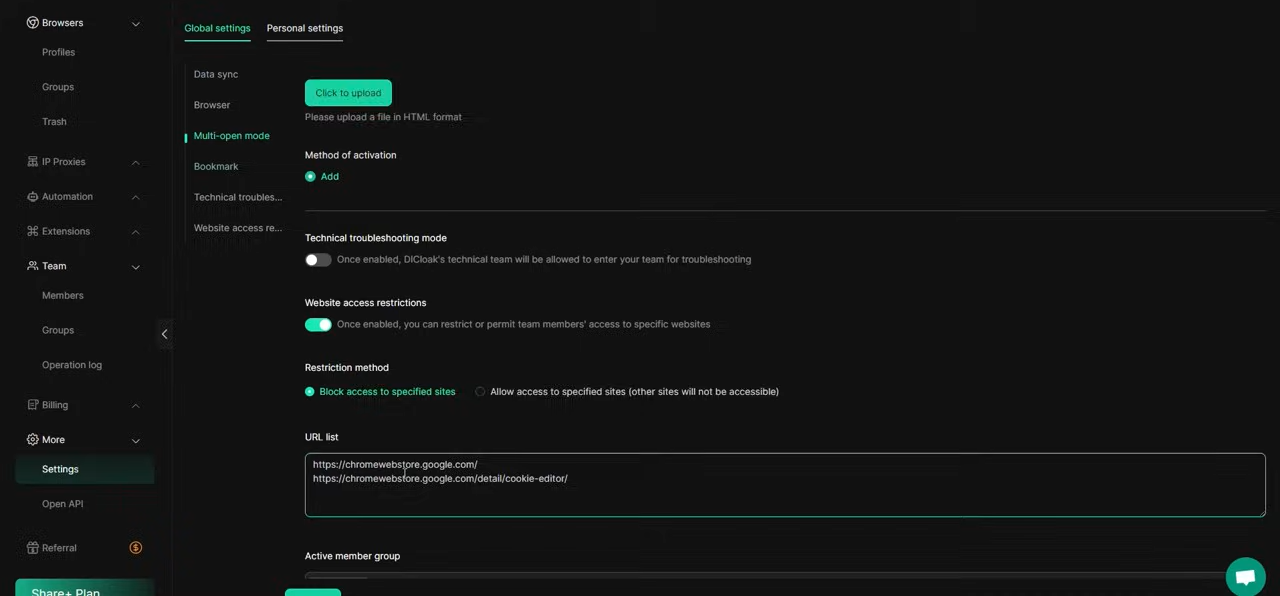 Browsers
Profiles
Groups
Trash
IP Proxies
Automation
Extensions
Team
Members
Groups
Operation log
Billing
More
Settings
Open API
Referral
Share+ Plan
Global settings
Personal settings
Data sync
Browser
Multi-open mode
Bookmark
Technical troubles...
Website access re...
Click to upload
Please upload a file in HTML format
Method of activation
Add
Technical troubleshooting mode
Once enabled, DICloak's technical team will be allowed to enter your team for troubleshooting
Website access restrictions
Once enabled, you can restrict or permit team members' access to specific websites
Restriction method
Block access to specified sites
Allow access to specified sites (other sites will not be accessible)
URL list
https://chromewebstore.google.com/
https://chromewebstore.google.com/detail/cookie-editor/
Active member group